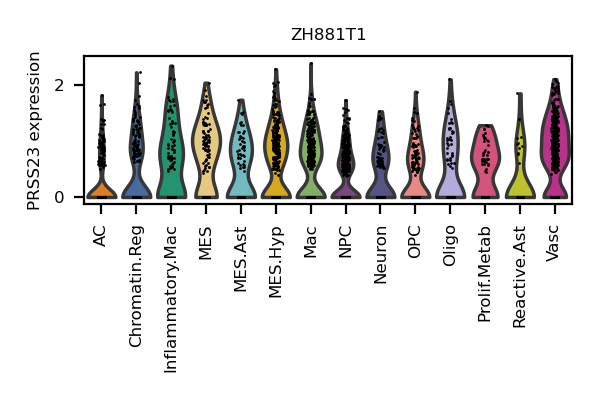 ZH881T1
PRSS23 expression
2
0
AC
Chromatin.Reg
Inflammatory.Mac
MES
MES.Ast
MES.Hyp
Mac
NPC
Neuron
OPC
Oligo
Prolif.Metab
Reactive.Ast
Vasc